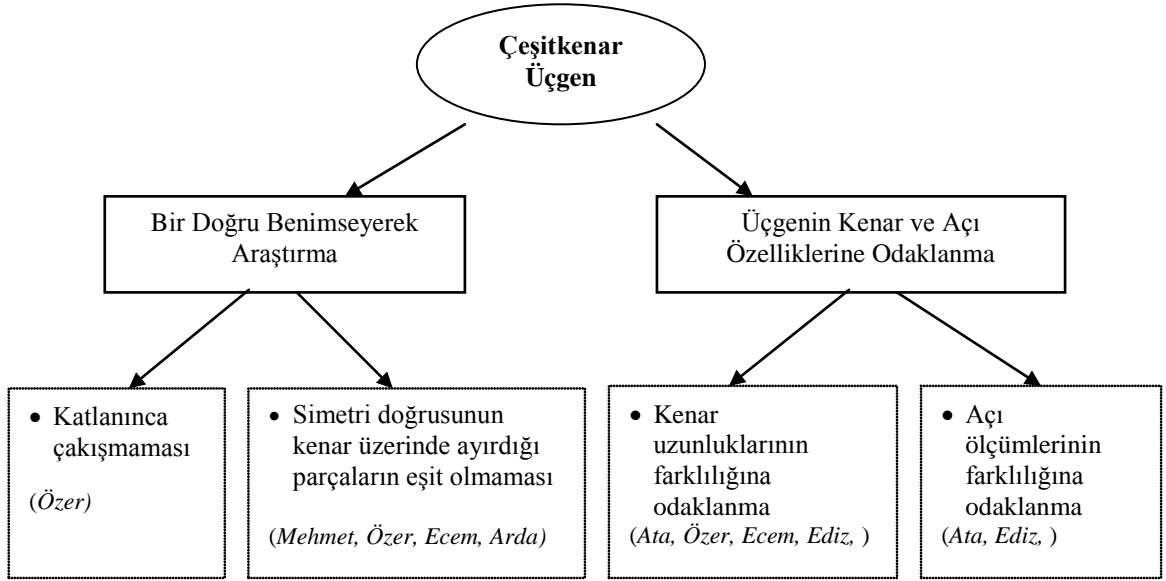 Çeşitkenar
Üçgen
Bir Doğru Benimseyerek
Araştırma
Üçgenin Kenar ve Açı
Özelliklerine Odaklanma
• Katlanınca
çakışmaması
(Özer)
• Simetri doğrusunun
kenar üzerinde ayırdığı
parçaların eşit olmaması
(Mehmet, Özer, Ecem, Arda)
• Kenar
uzunluklarının
farklılığına
odaklanma
(Ata, Özer, Ecem, Ediz, )
• Açı
ölçümlerinin
farklılığına
odaklanma
(Ata, Ediz, )